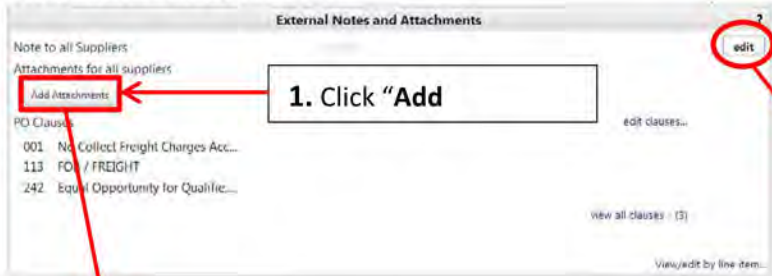 External Notes and Attachments ?
Note to all Suppliers edit
Attachments for all suppliers
Add Attachments
1. Click “Add
PO Clauses edit clauses...
001 No Collect Freight Charges Acc...
113 FOB / FREIGHT
242 Equal Opportunity for Qualifie....
view all clauses (3)
View/edit by line item...